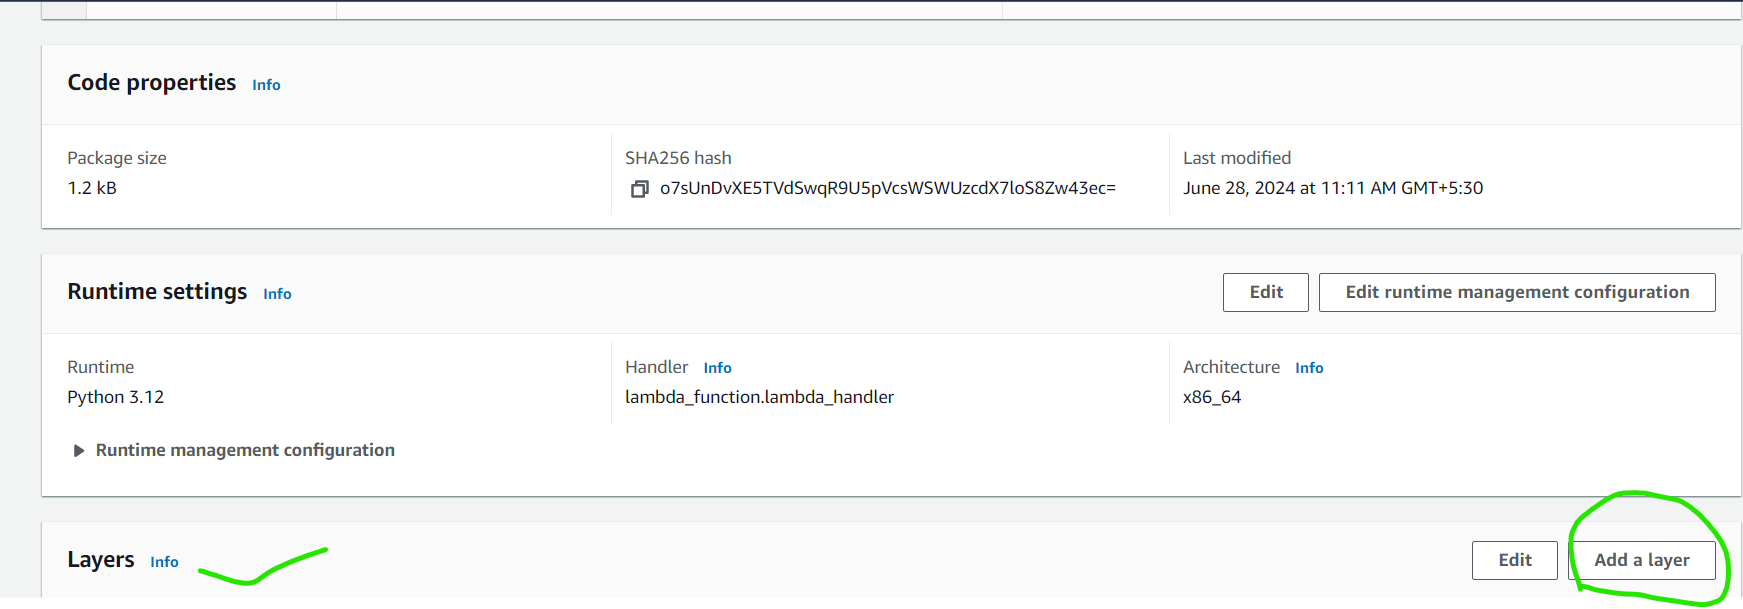 Code properties Info
Package size SHA256 hash Last modified
1.2 kB o7sUnDvXE5TVdSwqR9U5pVcsWSWUzcdX7loS8Zw43ec= June 28, 2024 at 11:11 AM GMT+5:30
Runtime settings Info Edit Edit runtime management configuration
Runtime Handler Info Architecture Info
Python 3.12 lambda_function.lambda_handler x86_64
Runtime management configuration
Layers Info Edit Add a layer